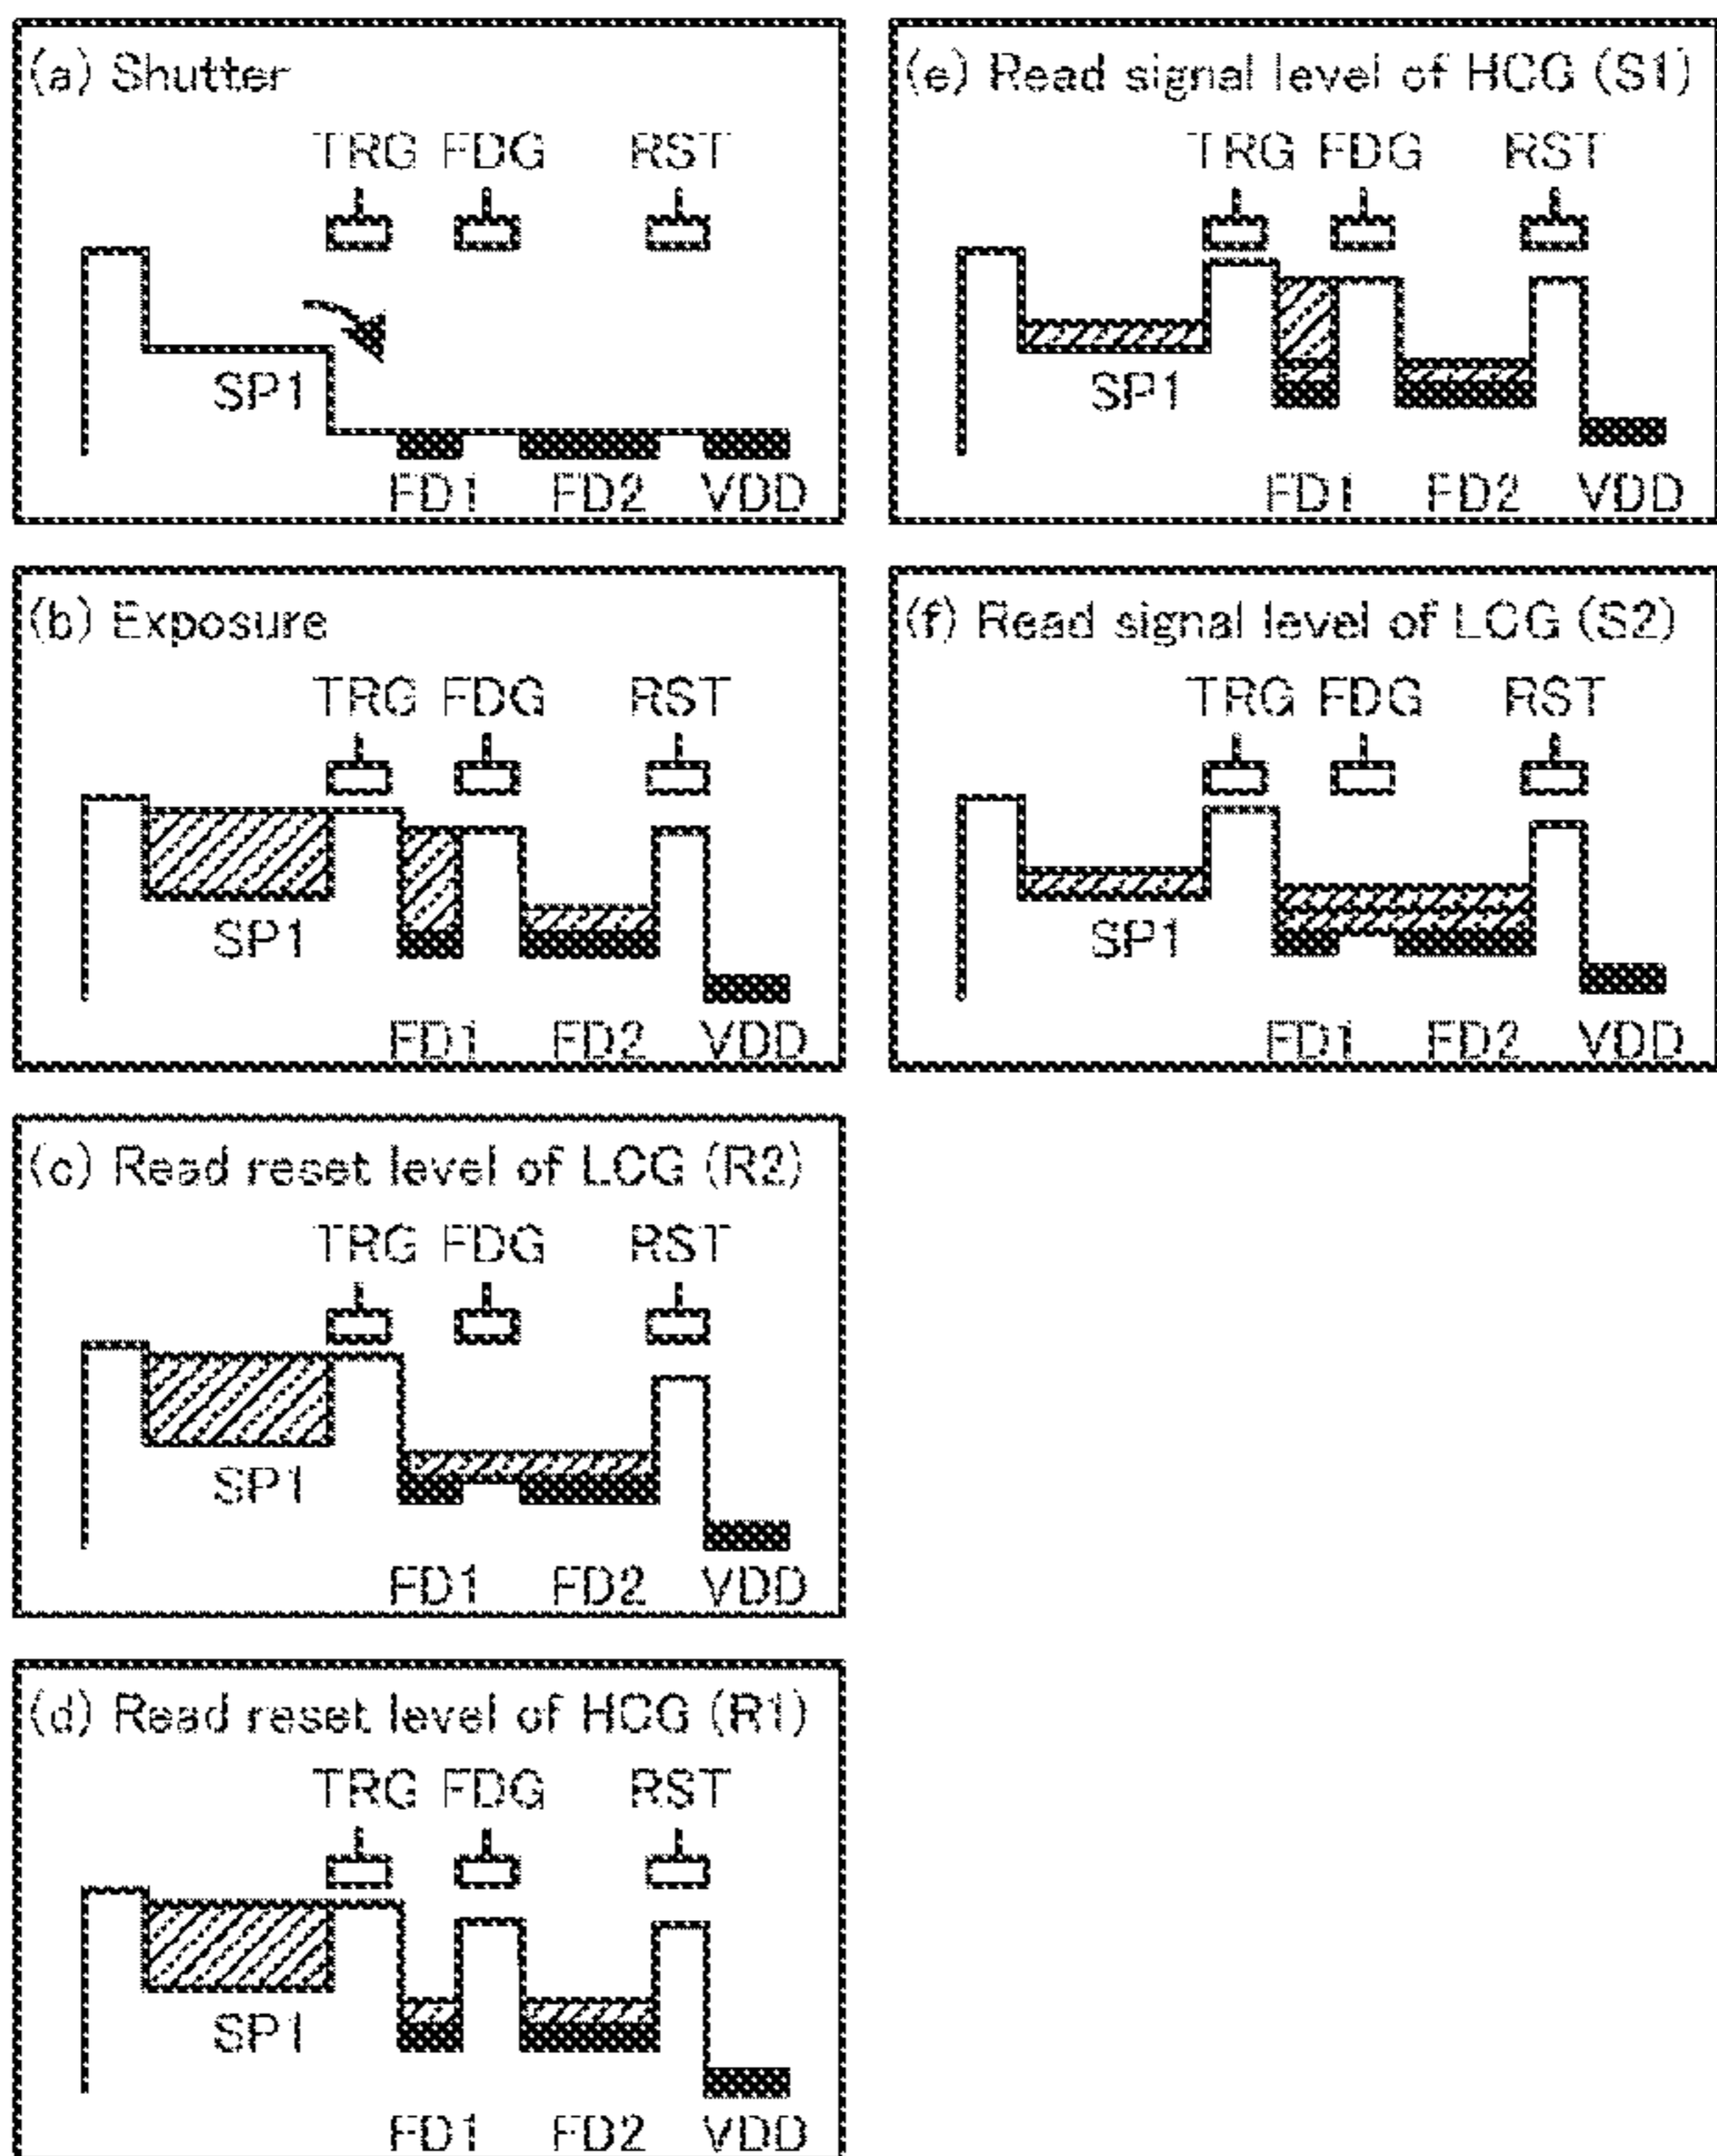 (a) Shutter
TRG FDG RST
SP1
FD1 FD2 VDD
(b) Exposure
TRG FDG RST
SP1
FD1 FD2 VDD
(c) Read reset level of LCG (R2)
TRG FDG RST
SP1
FD1 FD2 VDD
(d) Read reset level of HCG (R1)
TRG FDG RST
SP1
FD1 FD2 VDD
(e) Read signal level of HCG (S1)
TRG FDG RST
SP1
FD1 FD2 VDD
(f) Read signal level of LCG (S2)
TRG FDG RST
SP1
FD1 FD2 VDD